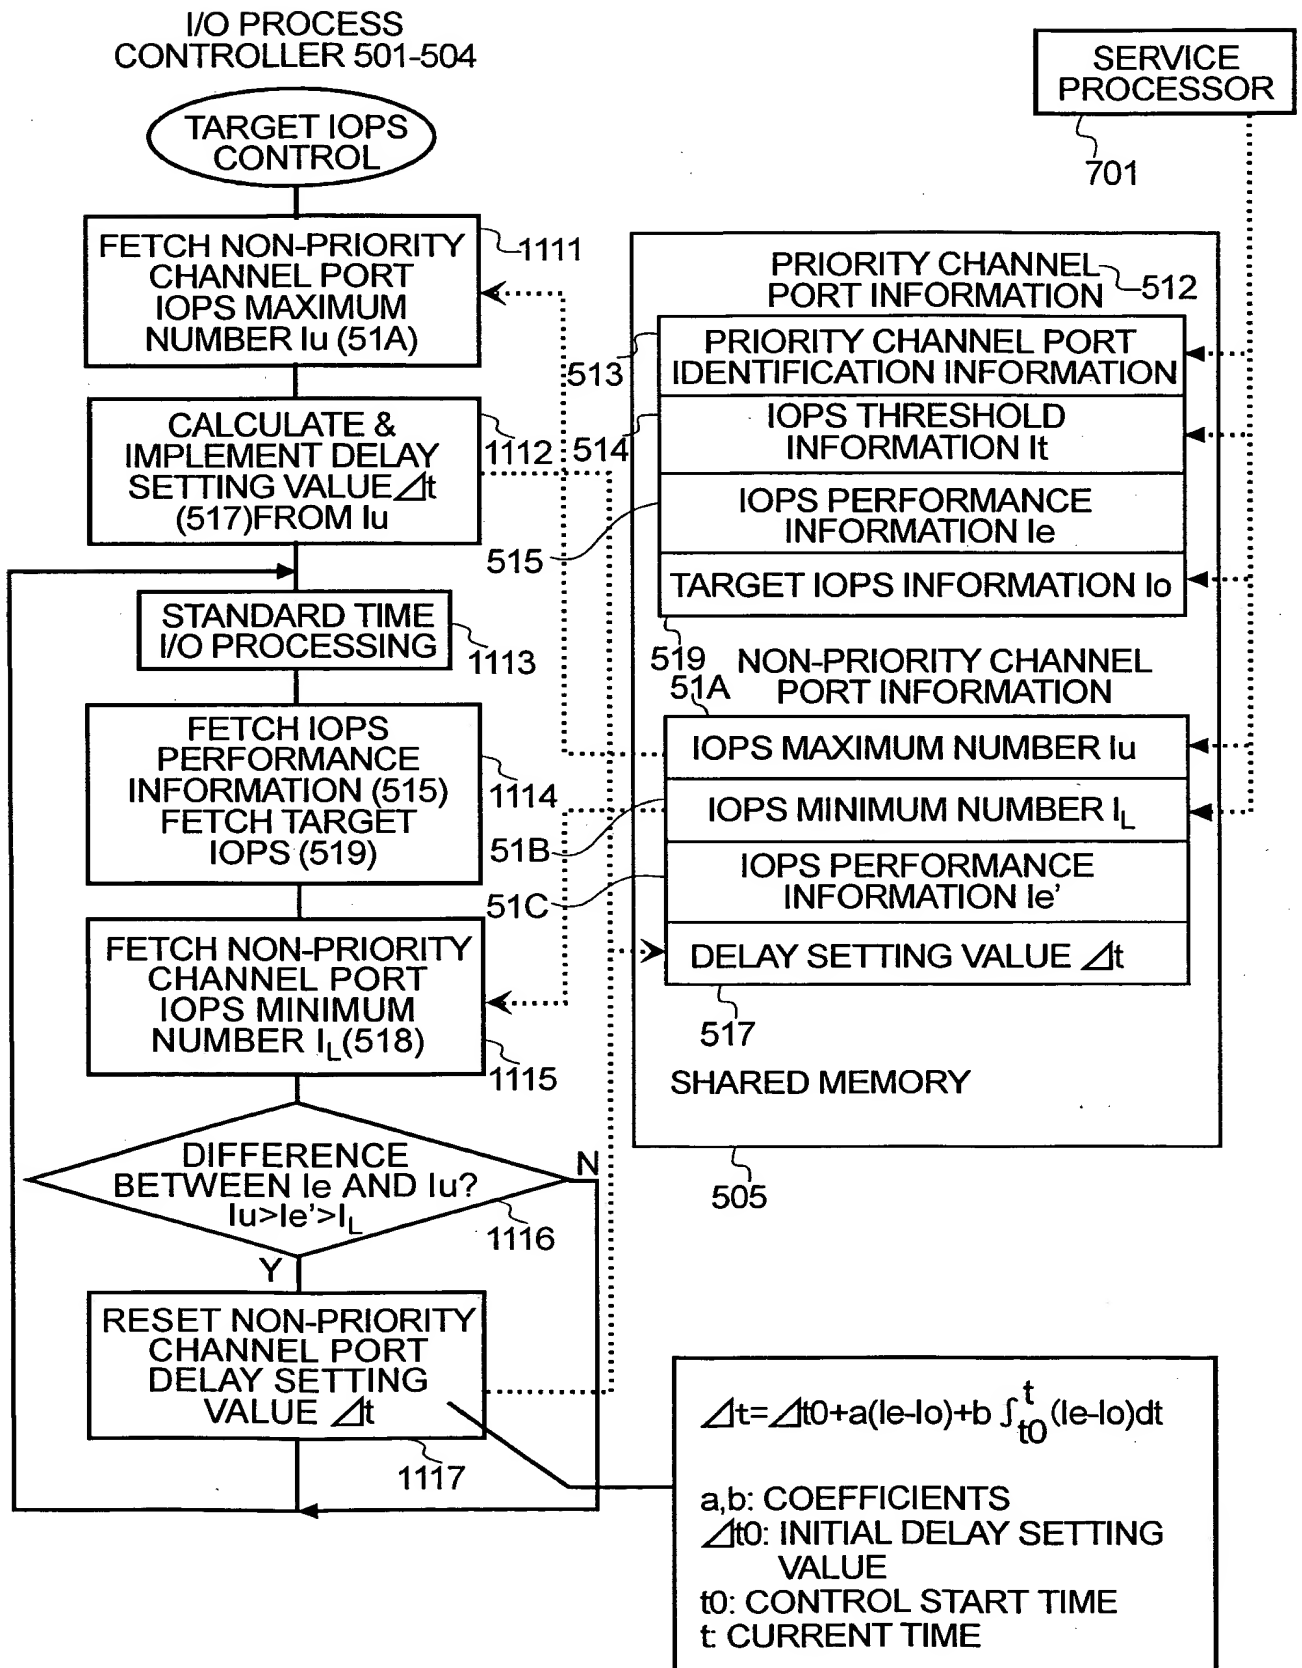 I/O PROCESS
CONTROLLER 501-504
TARGET IOPS
CONTROL
FETCH NON-PRIORITY
CHANNEL PORT
IOPS MAXIMUM
NUMBER Iu (51A)
1111
CALCULATE &
IMPLEMENT DELAY
SETTING VALUE ⊿t
(517)FROM Iu
1112
STANDARD TIME
I/O PROCESSING
1113
FETCH IOPS
PERFORMANCE
INFORMATION (515)
FETCH TARGET
IOPS (519)
1114
FETCH NON-PRIORITY
CHANNEL PORT
IOPS MINIMUM
NUMBER IL(518)
1115
DIFFERENCE
BETWEEN Ie AND Iu?
Iu>Ie'>IL
N
1116
Y
RESET NON-PRIORITY
CHANNEL PORT
DELAY SETTING
VALUE ⊿t
1117
SERVICE
PROCESSOR
701
PRIORITY CHANNEL
PORT INFORMATION
512
PRIORITY CHANNEL PORT
IDENTIFICATION INFORMATION
513
IOPS THRESHOLD
INFORMATION It
514
IOPS PERFORMANCE
INFORMATION Ie
515
TARGET IOPS INFORMATION Io
519
NON-PRIORITY CHANNEL
PORT INFORMATION
51A
IOPS MAXIMUM NUMBER Iu
IOPS MINIMUM NUMBER IL
51B
IOPS PERFORMANCE
INFORMATION Ie'
51C
DELAY SETTING VALUE ⊿t
517
SHARED MEMORY
505
⊿t=⊿t0+a(Ie-Io)+b ∫t0t(Ie-Io)dt
a,b: COEFFICIENTS
⊿t0: INITIAL DELAY SETTING
VALUE
t0: CONTROL START TIME
t: CURRENT TIME